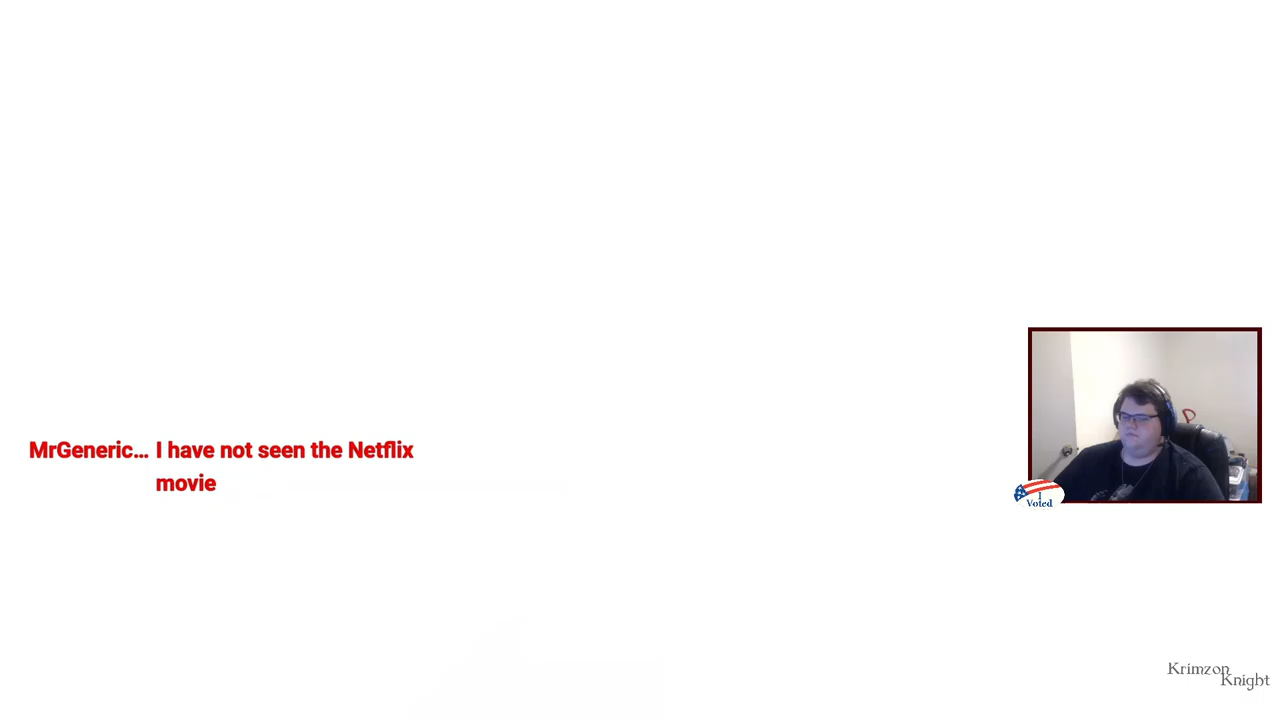 MrGeneric... I have not seen the Netflix
movie
I
Voted
Krimzon
Knight